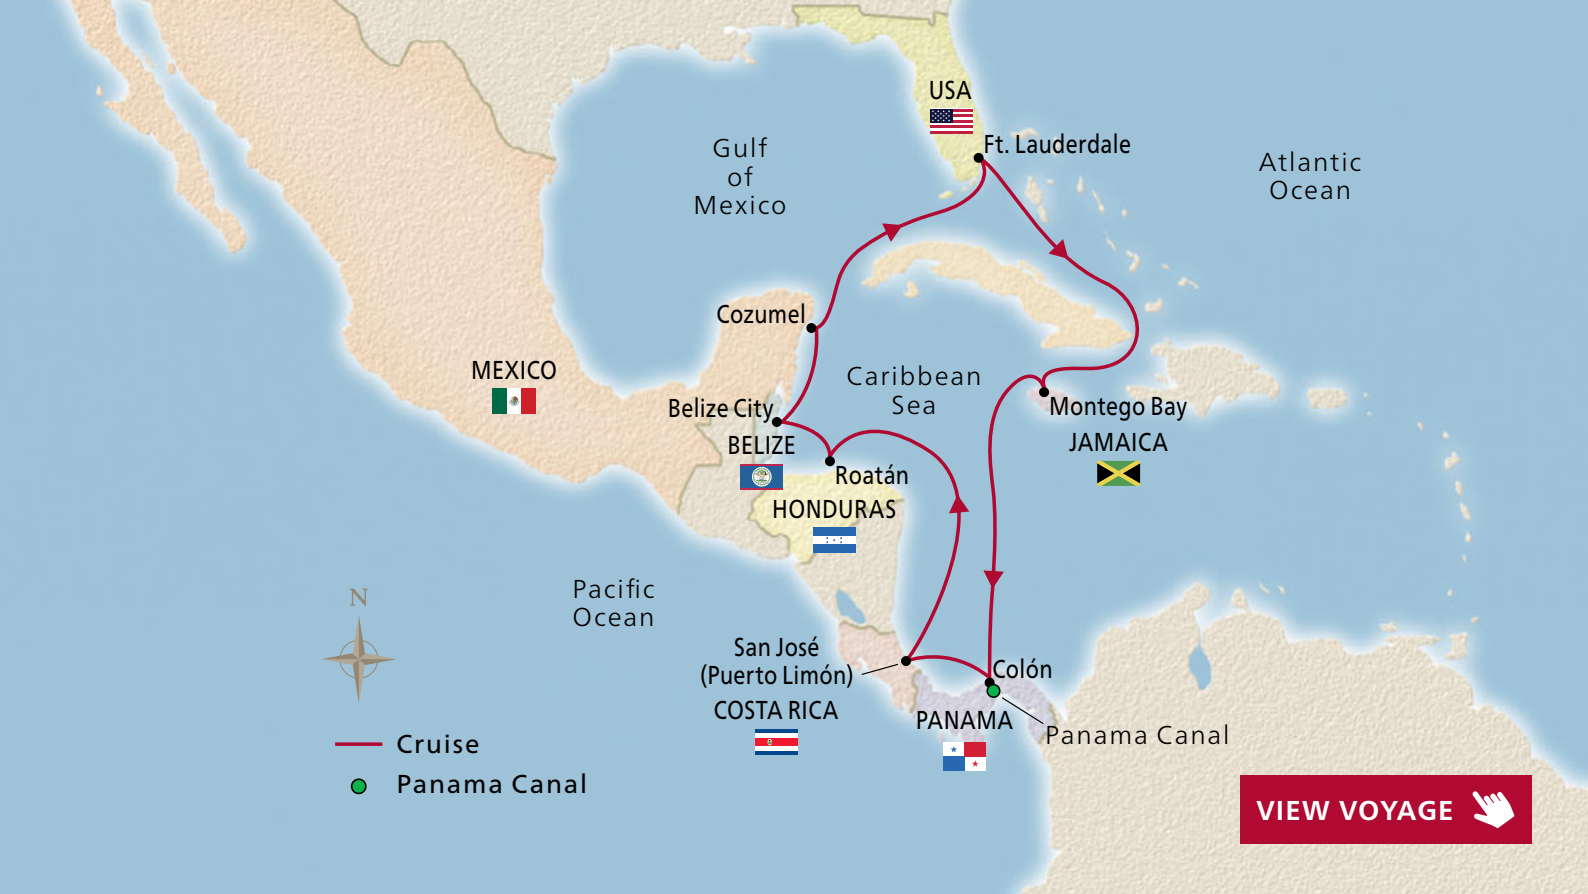 USA
Ft. Lauderdale
Gulf
of
Mexico
Atlantic
Ocean
Cozumel
MEXICO
Caribbean
Sea
Belize City
BELIZE
Montego Bay
JAMAICA
Roatán
HONDURAS
Pacific
Ocean
N
San José
(Puerto Limón)
COSTA RICA
Colón
PANAMA
Panama Canal
Cruise
Panama Canal
VIEW VOYAGE